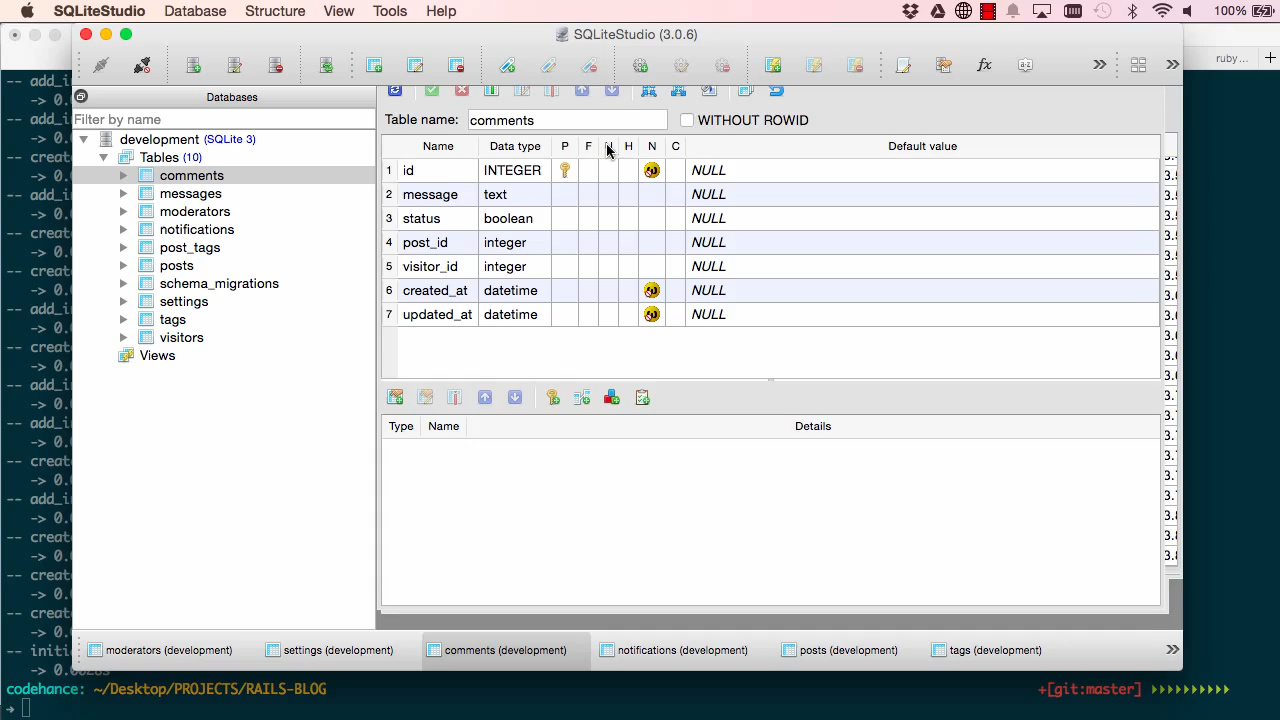 SQLiteStudio Database Structure View Tools Help 100%
SQLiteStudio (3.0.6)
ruby...
Databases
Filter by name
development (SQLite 3)
Tables (10)
comments
messages
moderators
notifications
post_tags
posts
schema_migrations
settings
tags
visitors
Views
Table name: comments WITHOUT ROWID
Name Data type P F H N C Default value
1 id INTEGER NULL
2 message text NULL
3 status boolean NULL
4 post_id integer NULL
5 visitor_id integer NULL
6 created_at datetime NULL
7 updated_at datetime NULL
Type Name Details
moderators (development) settings (development) comments (development) notifications (development) posts (development) tags (development)
codehance: ~/Desktop/PROJECTS/RAILS-BLOG +[git:master]